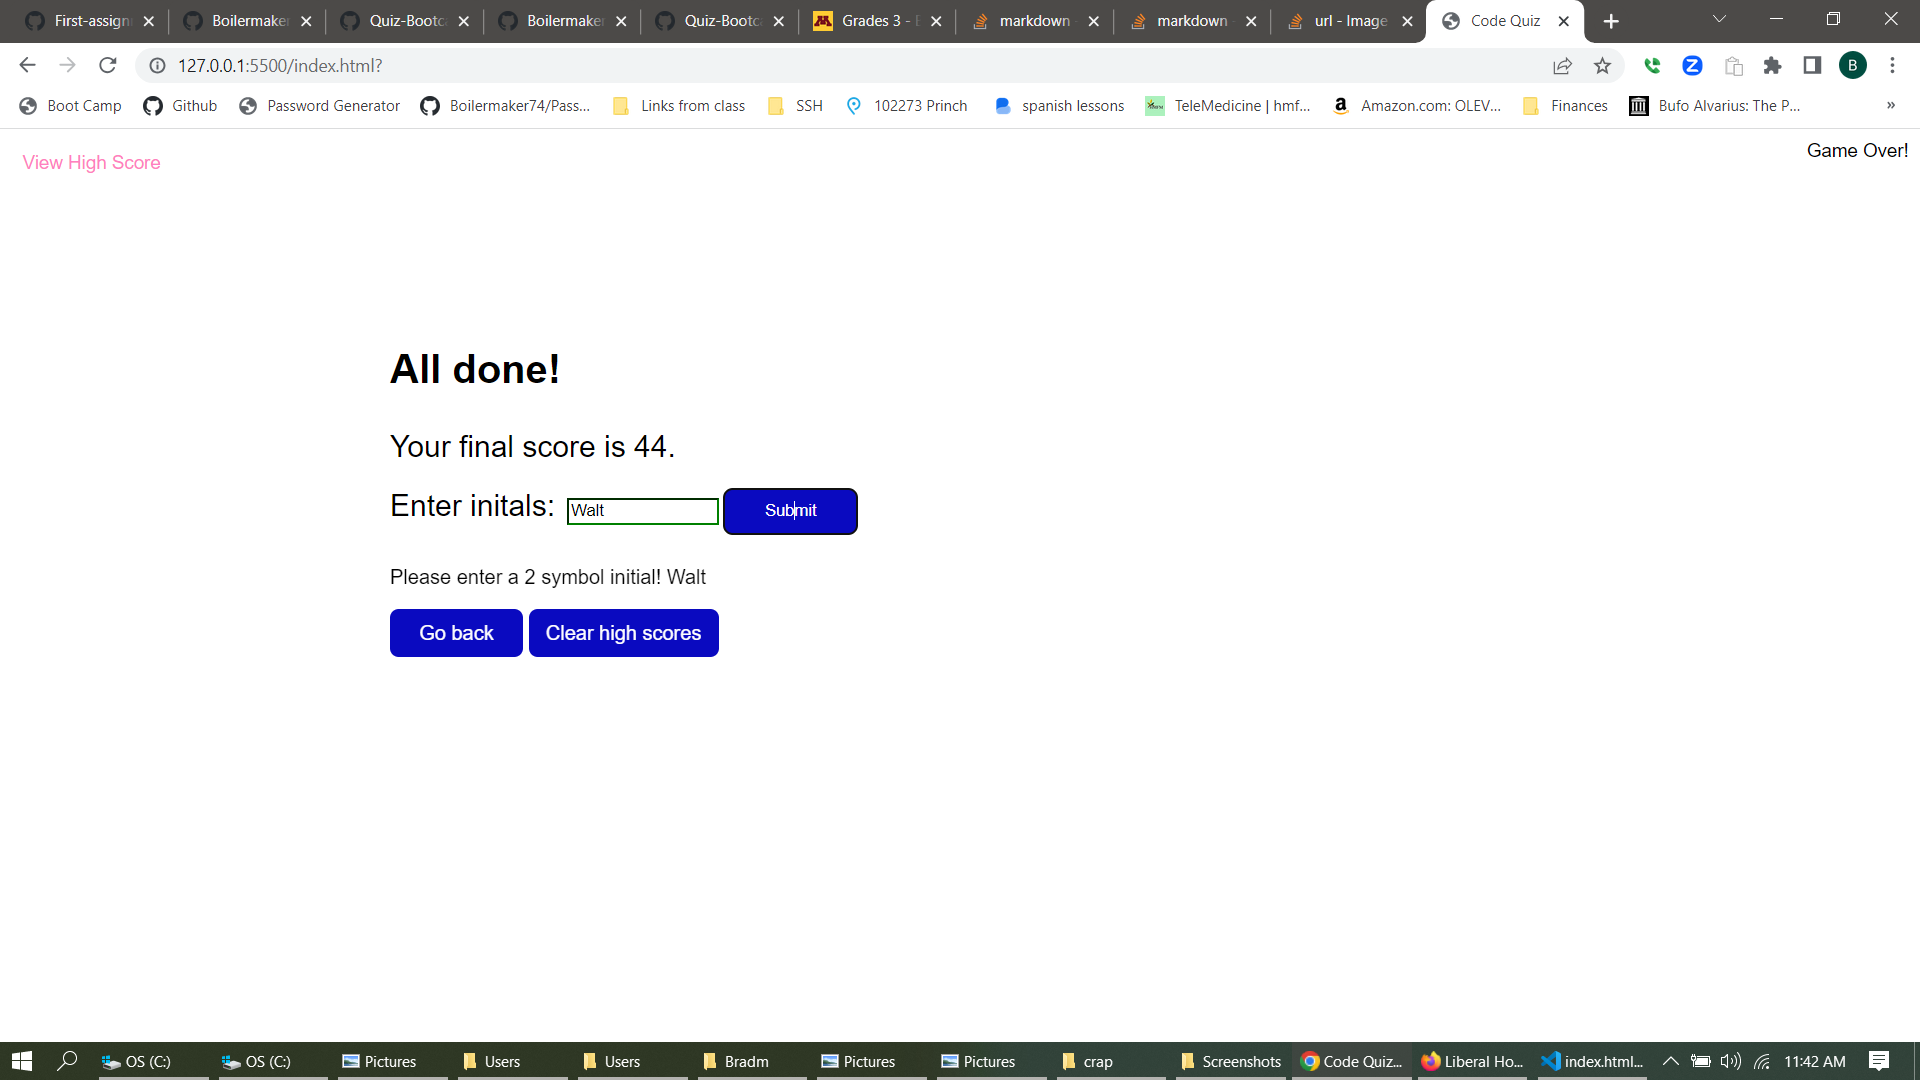 First-assign Boilermaker Quiz-Bootc Boilermaker Quiz-Bootc Grades 3 - markdown markdown url - Image Code Quiz
127.0.0.1:5500/index.html? B
Boot Camp Github Password Generator Boilermaker74/Pass... Links from class SSH 102273 Princh spanish lessons TeleMedicine | hmf... Amazon.com: OLEV... Finances Bufo Alvarius: The P... »
View High Score Game Over!
All done!
Your final score is 44.
Enter initals: Walt Submit
Please enter a 2 symbol initial! Walt
Go back Clear high scores
OS (C:) OS (C:) Pictures Users Users Bradm Pictures Pictures crap Screenshots Code Quiz... Liberal Ho... index.html... 11:42 AM